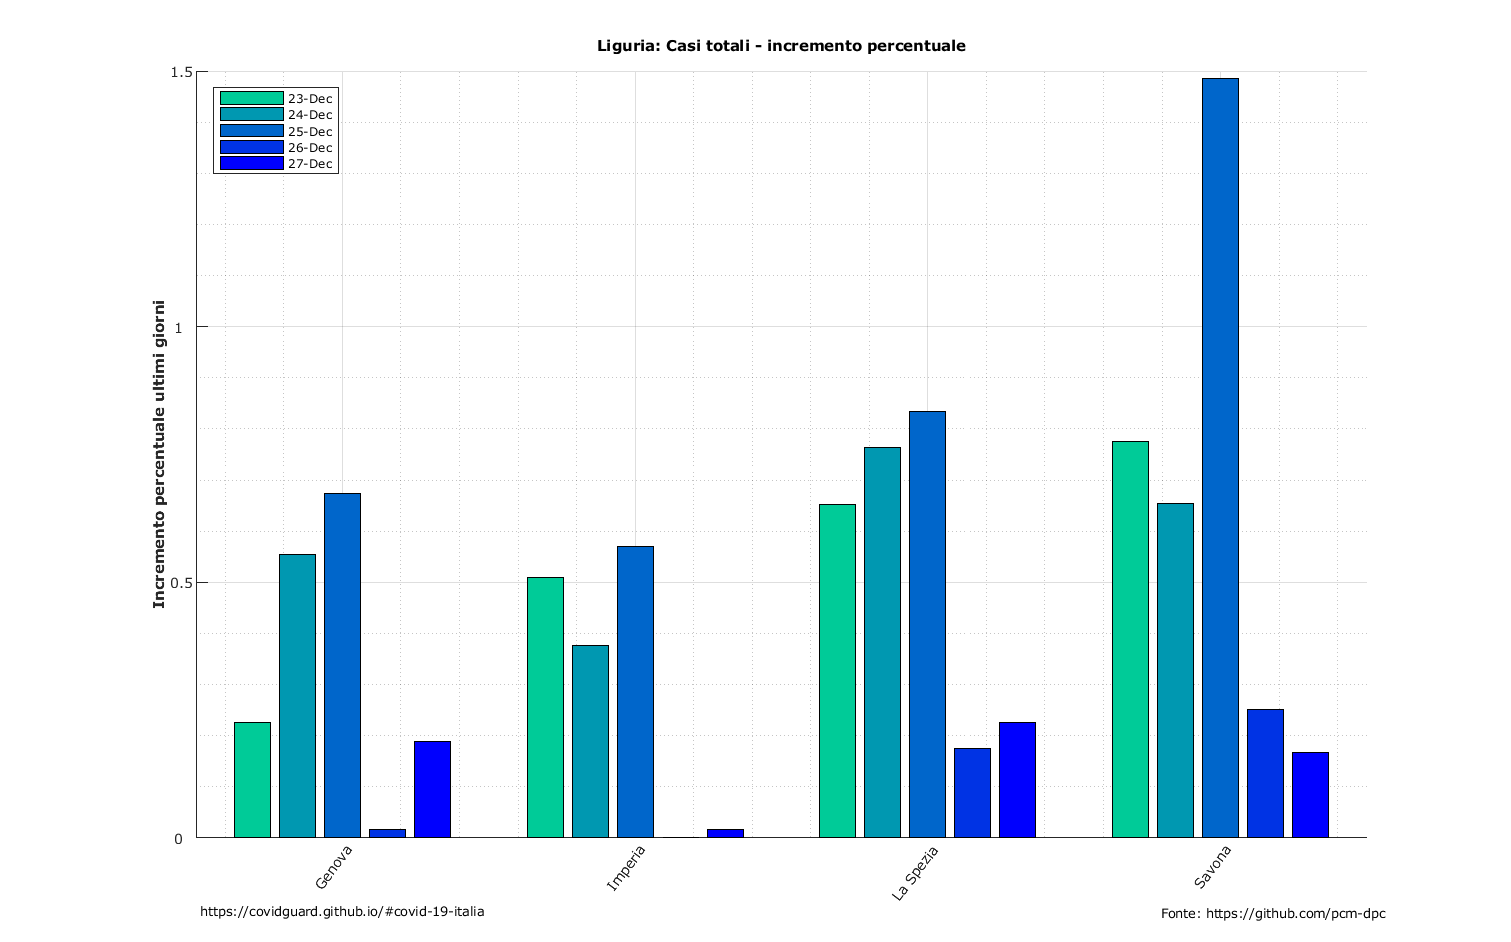 Liguria: Casi totali - incremento percentuale
Incremento percentuale ultimi giorni
1.5
1
0.5
0
23-Dec
24-Dec
25-Dec
26-Dec
27-Dec
Genova
Imperia
La Spezia
Savona
https://covidguard.github.io/#covid-19-italia
Fonte: https://github.com/pcm-dpc